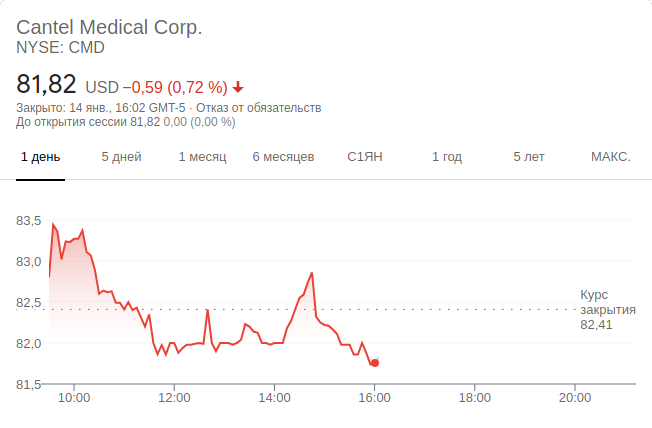 Cantel Medical Corp.
NYSE: CMD
81,82 USD −0,59 (0,72 %)
Закрыто: 14 янв., 16:02 GMT-5 · Отказ от обязательств
До открытия сессии 81,82 0,00 (0,00 %)
1 день 5 дней 1 месяц 6 месяцев С1ЯН 1 год 5 лет МАКС.
83,5
83,0
82,5
82,0
81,5
Курс
закрытия
82,41
10:00 12:00 14:00 16:00 18:00 20:00